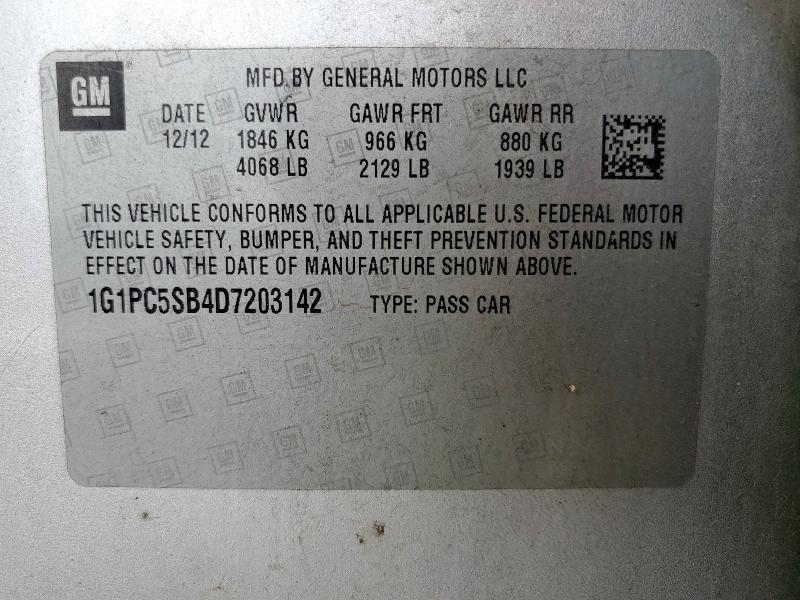 GM
MFD BY GENERAL MOTORS LLC
DATE GVWR GAWR FRT GAWR RR
12/12 1846 KG 966 KG 880 KG
4068 LB 2129 LB 1939 LB
THIS VEHICLE CONFORMS TO ALL APPLICABLE U.S. FEDERAL MOTOR
VEHICLE SAFETY, BUMPER, AND THEFT PREVENTION STANDARDS IN
EFFECT ON THE DATE OF MANUFACTURE SHOWN ABOVE.
1G1PC5SB4D7203142 TYPE: PASS CAR